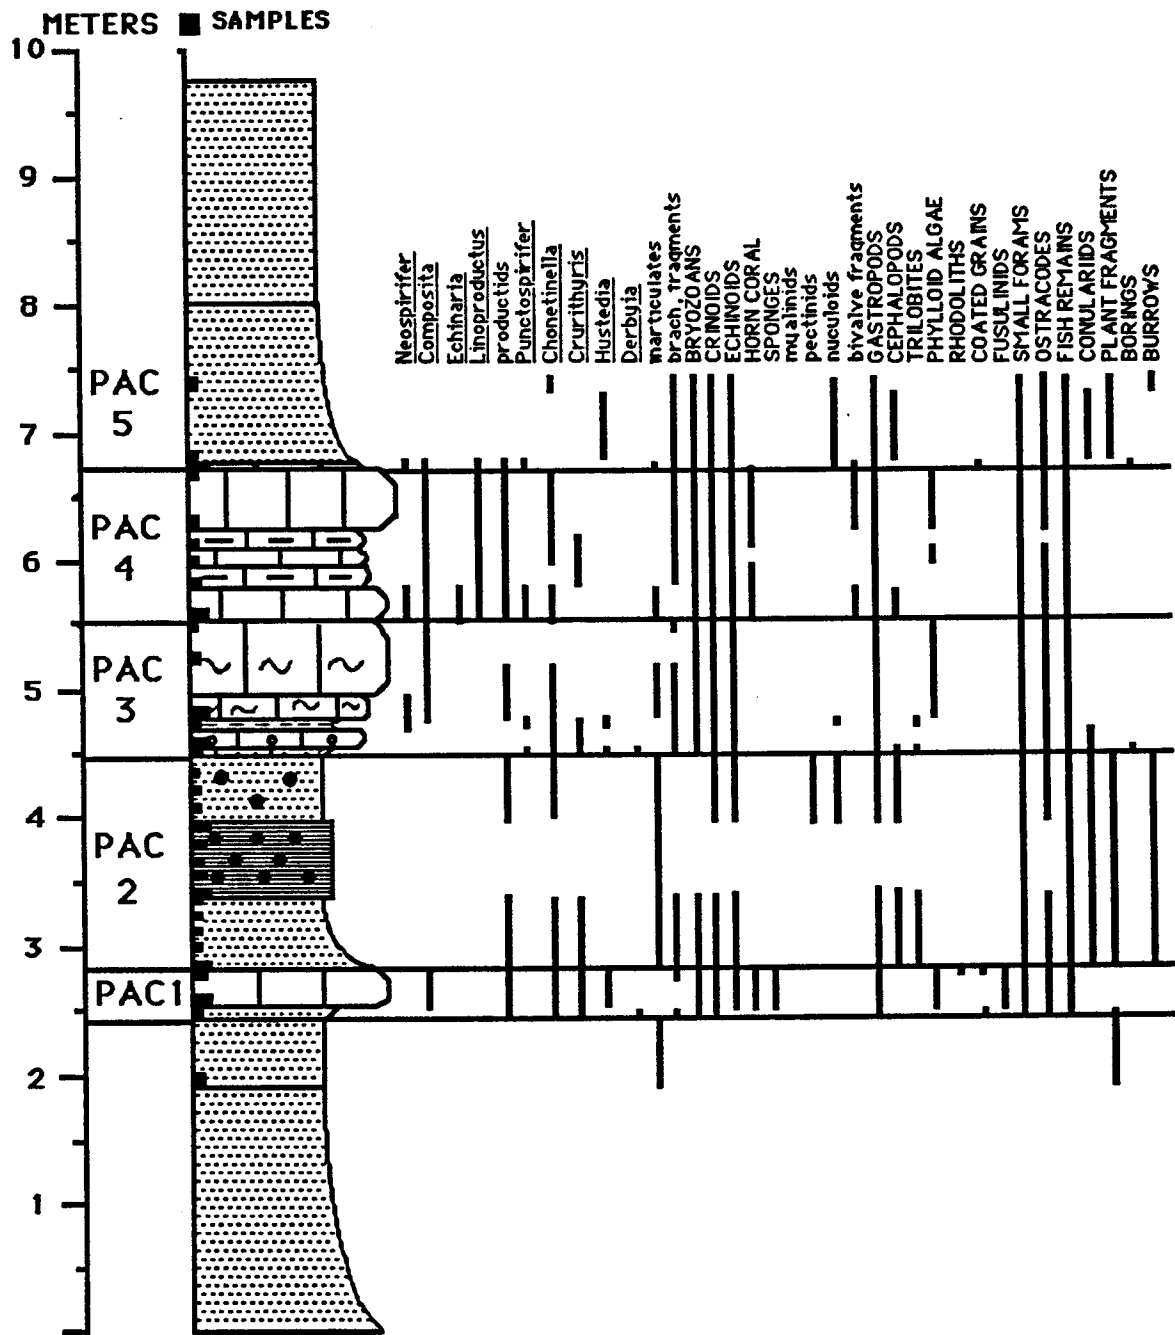 METERS ■ SAMPLES
10
9
8
7
6
5
4
3
2
1
PAC
5
PAC
4
PAC
3
PAC
2
PAC1
Neospirifer
Composita
Echinaria
Linoproductus
productids
Punctospirifer
Chonetinella
Crurithyris
Hustedia
Derbyia
inarticulates
brach. fragments
BRYOZOANS
CRINOIDS
ECHINOIDS
HORN CORAL
SPONGES
myalinids
pectinids
nuculoids
bivalve fragments
GASTROPODS
CEPHALOPODS
TRILOBITES
PHYLLOID ALGAE
RHODOLITHS
COATED GRAINS
FUSULINIDS
SMALL FORAMS
OSTRACODES
FISH REMAINS
CONULARIIDS
PLANT FRAGMENTS
BORINGS
BURROWS